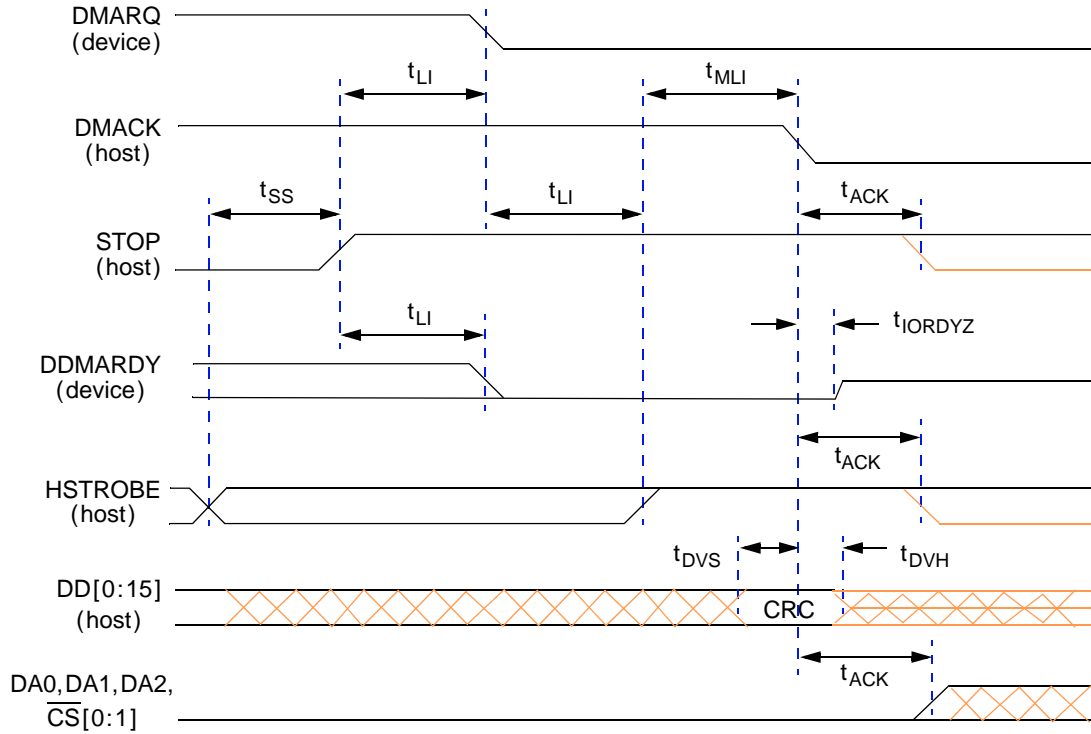 DMARQ
(device)
tLI
tMLI
DMACK
(host)
tSS
tLI
tACK
STOP
(host)
tLI
tIORDYZ
DDMARDY
(device)
tACK
HSTROBE
(host)
tDVS
tDVH
DD[0:15]
(host)
CRC
tACK
DA0,DA1,DA2,
CS[0:1]